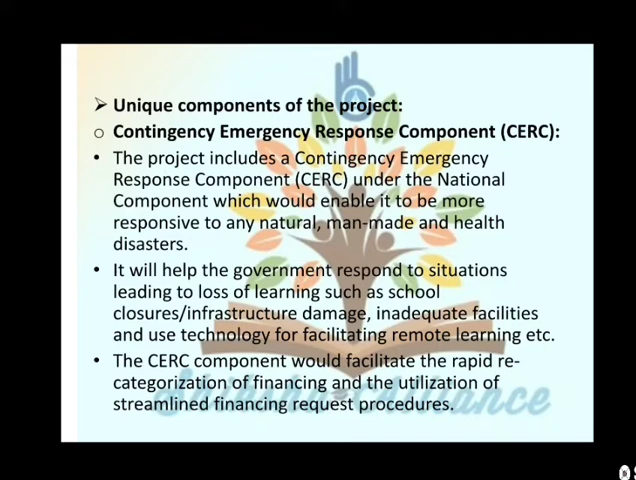 ➢ Unique components of the project:
o Contingency Emergency Response Component (CERC):
• The project includes a Contingency Emergency
Response Component (CERC) under the National
Component which would enable it to be more
responsive to any natural, man-made and health
disasters.
• It will help the government respond to situations
leading to loss of learning such as school
closures/infrastructure damage, inadequate facilities
and use technology for facilitating remote learning etc.
• The CERC component would facilitate the rapid re-
categorization of financing and the utilization of
streamlined financing request procedures.